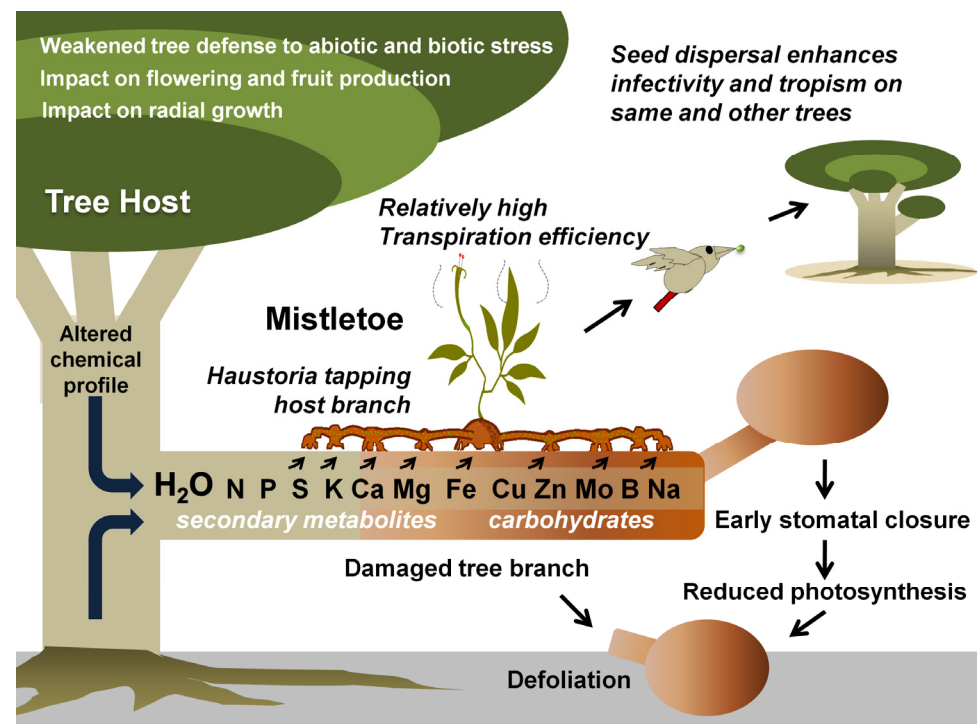 Weakened tree defense to abiotic and biotic stress
Impact on flowering and fruit production
Impact on radial growth
Tree Host
Seed dispersal enhances
infectivity and tropism on
same and other trees
Relatively high
Transpiration efficiency
Mistletoe
Altered
chemical
profile
Haustoria tapping
host branch
H₂O N P S K Ca Mg Fe Cu Zn Mo B Na
secondary metabolites carbohydrates
Early stomatal closure
Damaged tree branch
Reduced photosynthesis
Defoliation